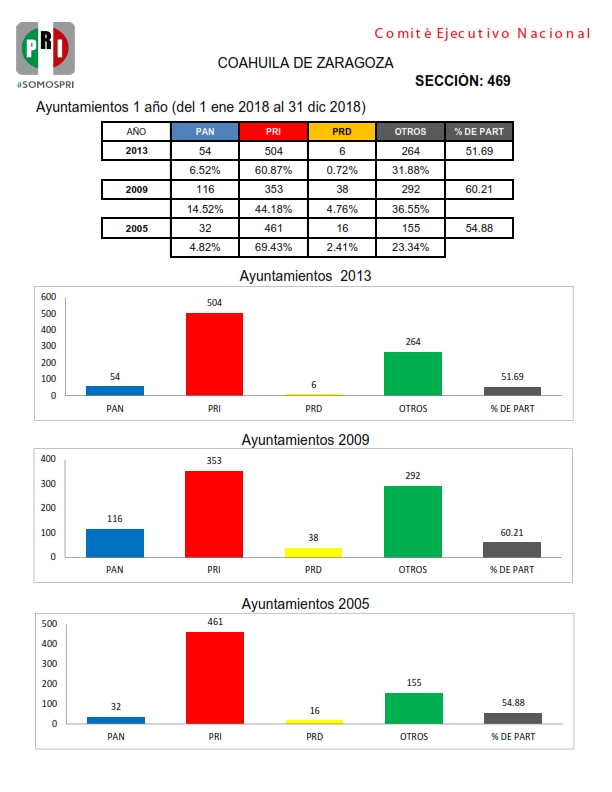 Comité Ejecutivo Nacional
PRI
#SOMOSPRI
COAHUILA DE ZARAGOZA
SECCIÓN: 469
Ayuntamientos 1 año (del 1 ene 2018 al 31 dic 2018)
AÑO PAN PRI PRD OTROS % DE PART
2013 54 504 6 264 51.69
6.52% 60.87% 0.72% 31.88%
2009 116 353 38 292 60.21
14.52% 44.18% 4.76% 36.55%
2005 32 461 16 155 54.88
4.82% 69.43% 2.41% 23.34%
Ayuntamientos 2013
600
500
400
300
200
100
0
54 504 6 264 51.69
PAN PRI PRD OTROS % DE PART
Ayuntamientos 2009
400
300
200
100
0
116 353 38 292 60.21
PAN PRI PRD OTROS % DE PART
Ayuntamientos 2005
500
400
300
200
100
0
32 461 16 155 54.88
PAN PRI PRD OTROS % DE PART